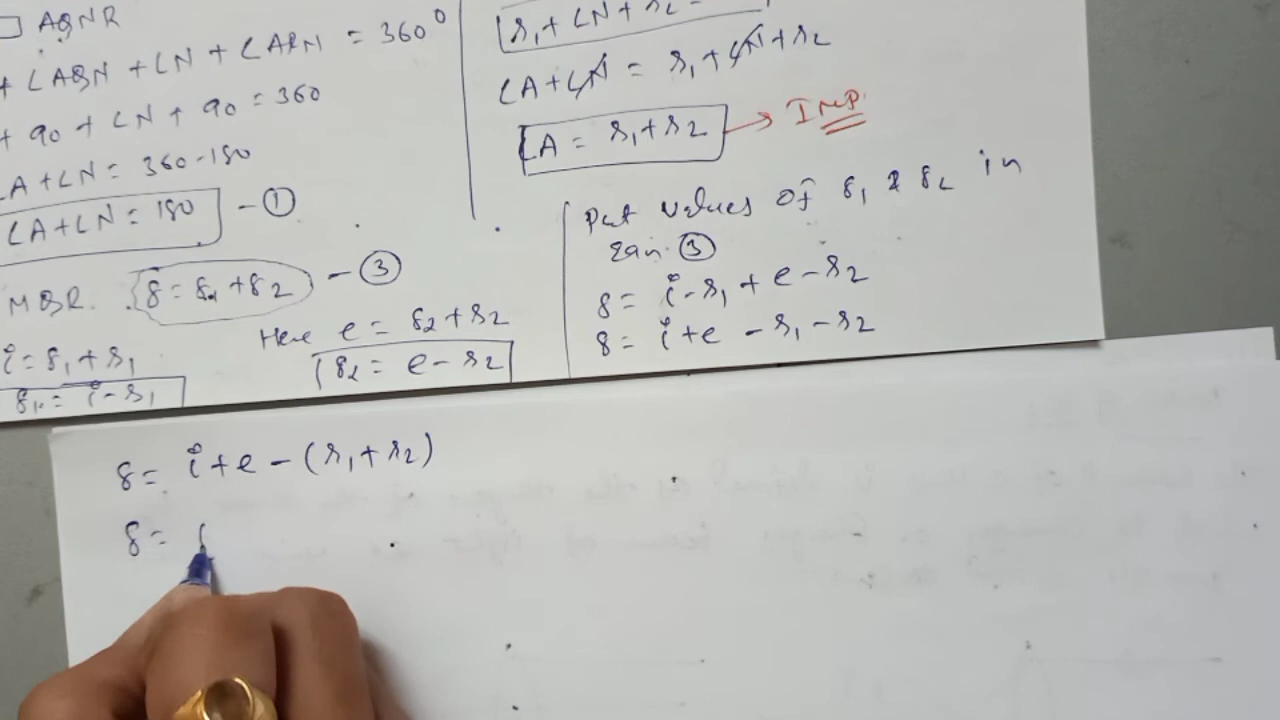 □ AQNR
+ ∠AQN + ∠N + ∠ARN = 360°
+ 90 + ∠N + 90 = 360
∠A + ∠N = 360 - 180
∠A + ∠N = 180 - ①
MQR. δ = δ1 + δ2 - ③
i = δ1 + r1
δ1 = i - r1
Here e = δ2 + r2
δ2 = e - r2
r1 + ∠N + r2 =
∠A + ∠N = r1 + ∠N + r2
∠A = r1 + r2 → IMP.
Put values of δ1 & δ2 in
Eqn. ③
δ = i - r1 + e - r2
δ = i + e - r1 - r2
δ = i + e - (r1 + r2)
δ =